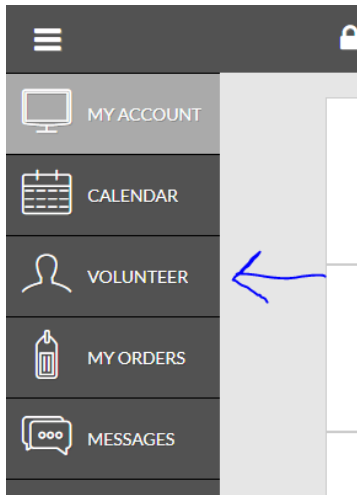 MY ACCOUNT
CALENDAR
VOLUNTEER
MY ORDERS
MESSAGES